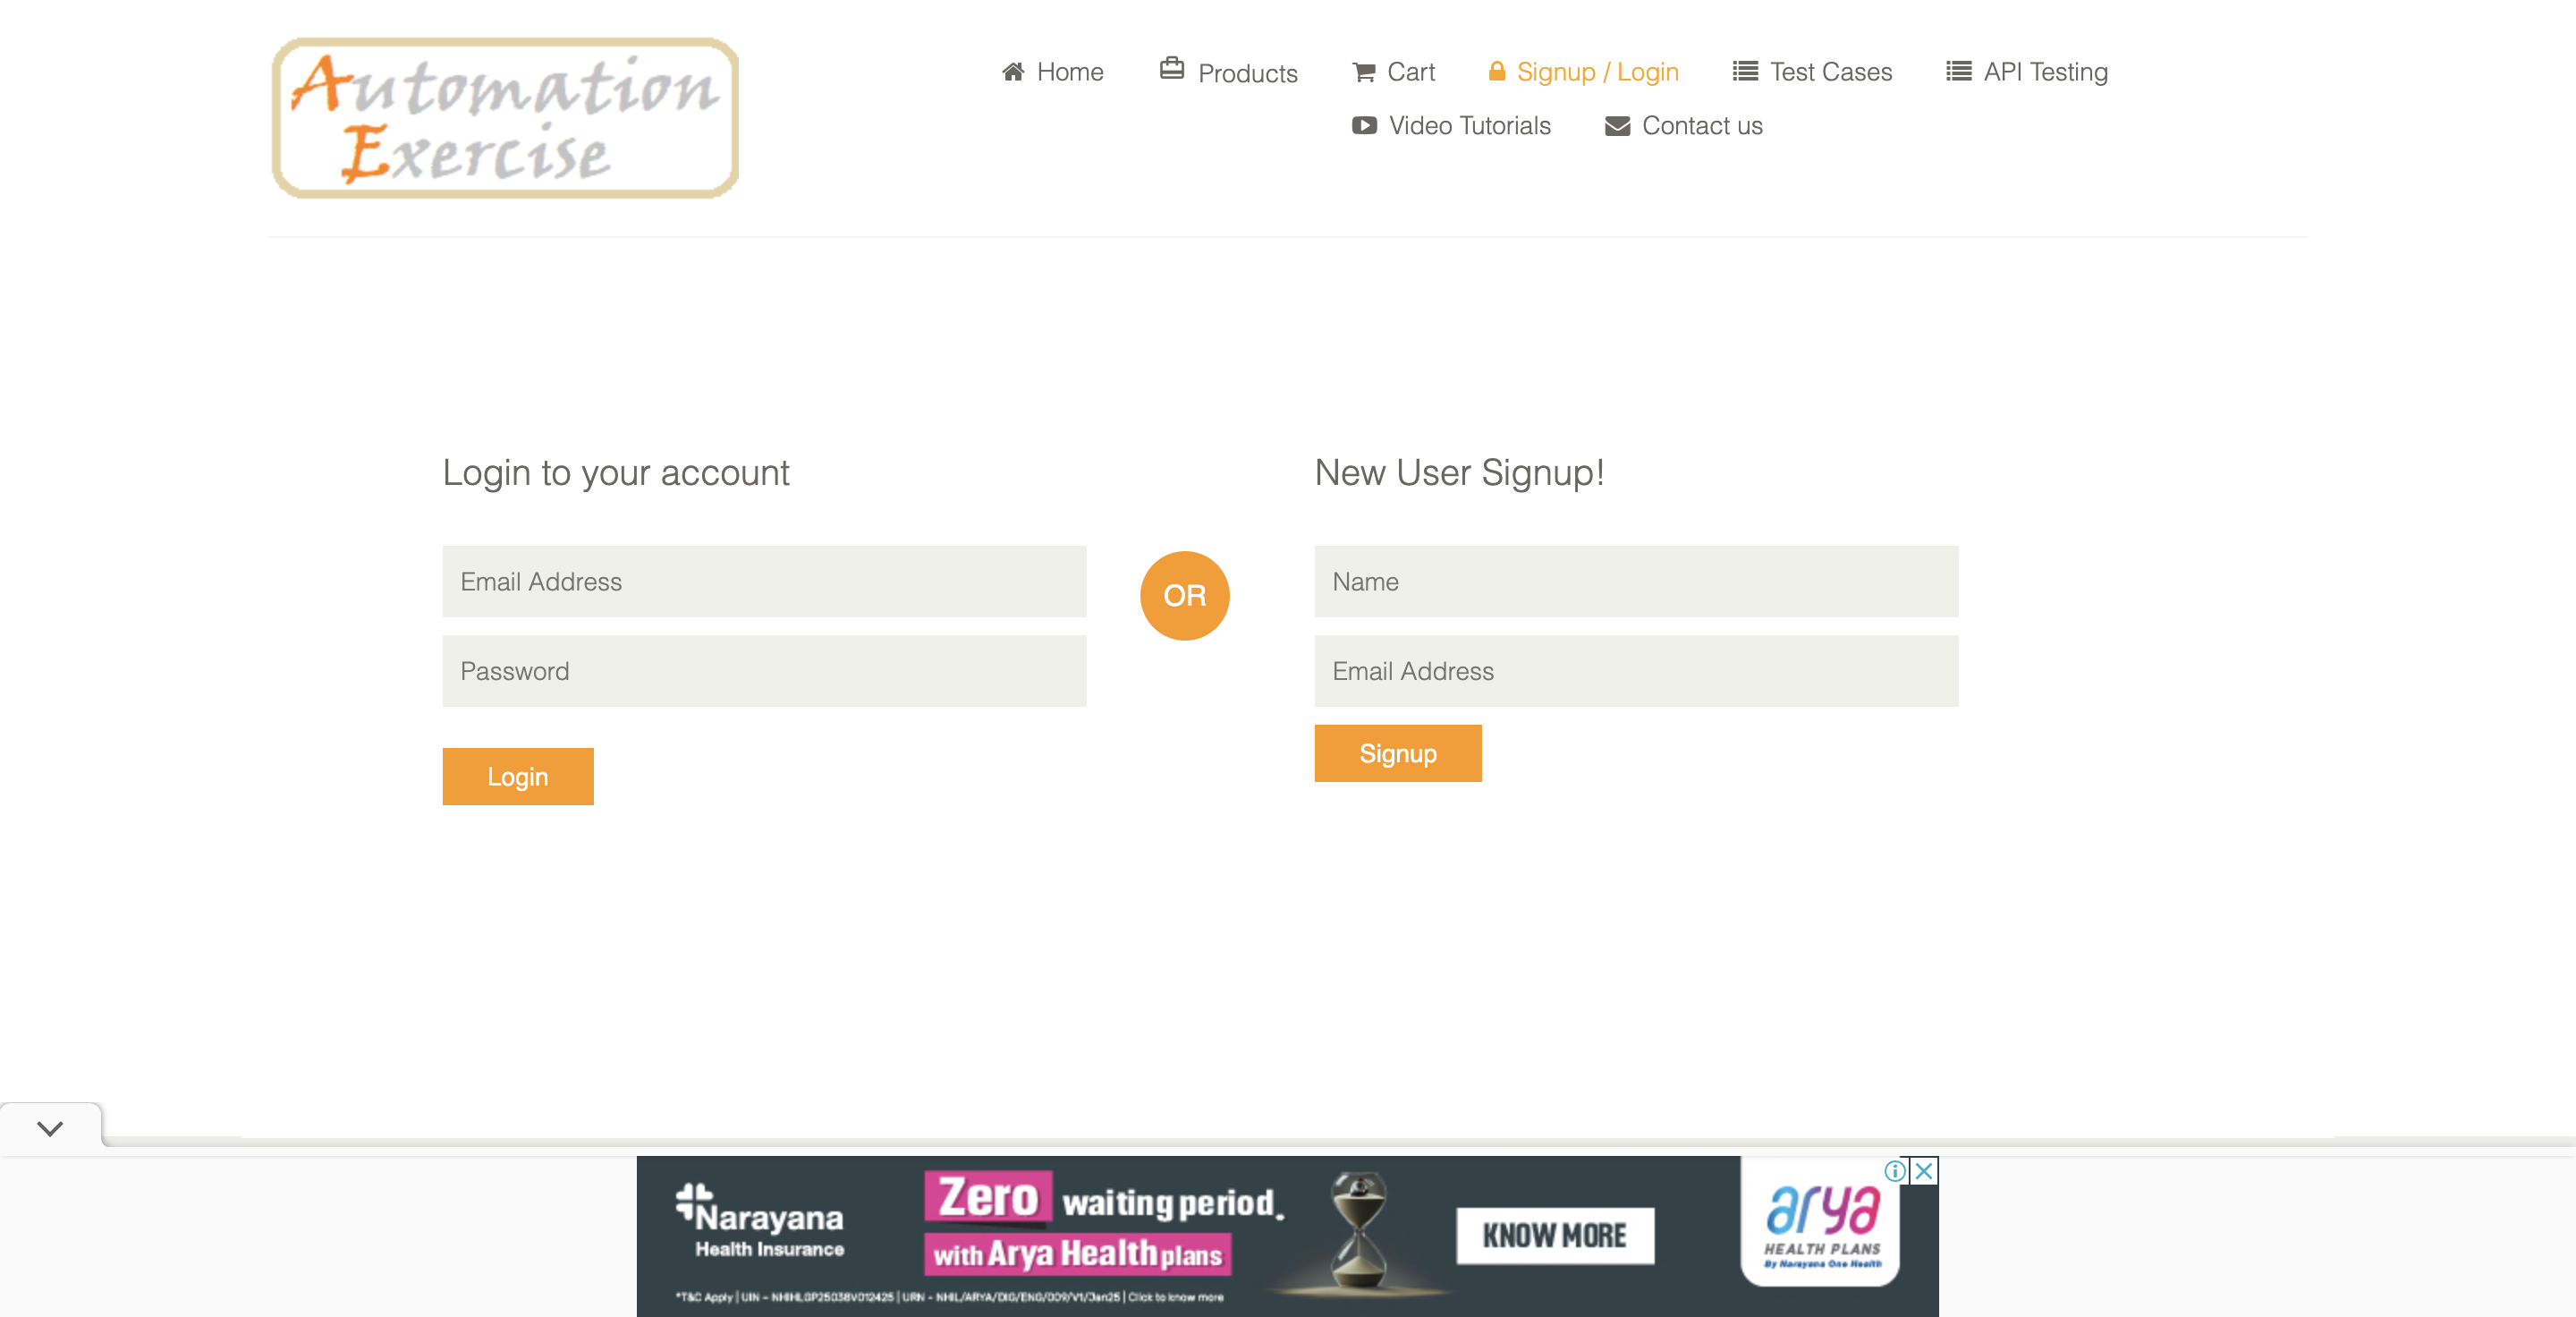 Automation
Exercise
Home
Products
Cart
Signup / Login
Test Cases
API Testing
Video Tutorials
Contact us
Login to your account
Email Address
Password
Login
OR
New User Signup!
Name
Email Address
Signup
Narayana
Health Insurance
Zero waiting period.
with Arya Health plans
KNOW MORE
arya
HEALTH PLANS
By Narayana One Health
*T&C Apply | UIN - NHIHLGP25038V012425 | URN - NHIL/ARYA/DIG/ENG/009/V1/Jan25 | Click to know more